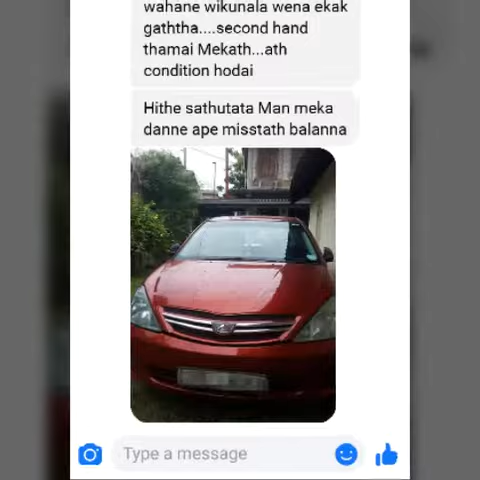 wahane wikunala wena ekak
gaththa....second hand
thamai Mekath...ath
condition hodai
Hithe sathutata Man meka
danne ape misstath balanna
Type a message